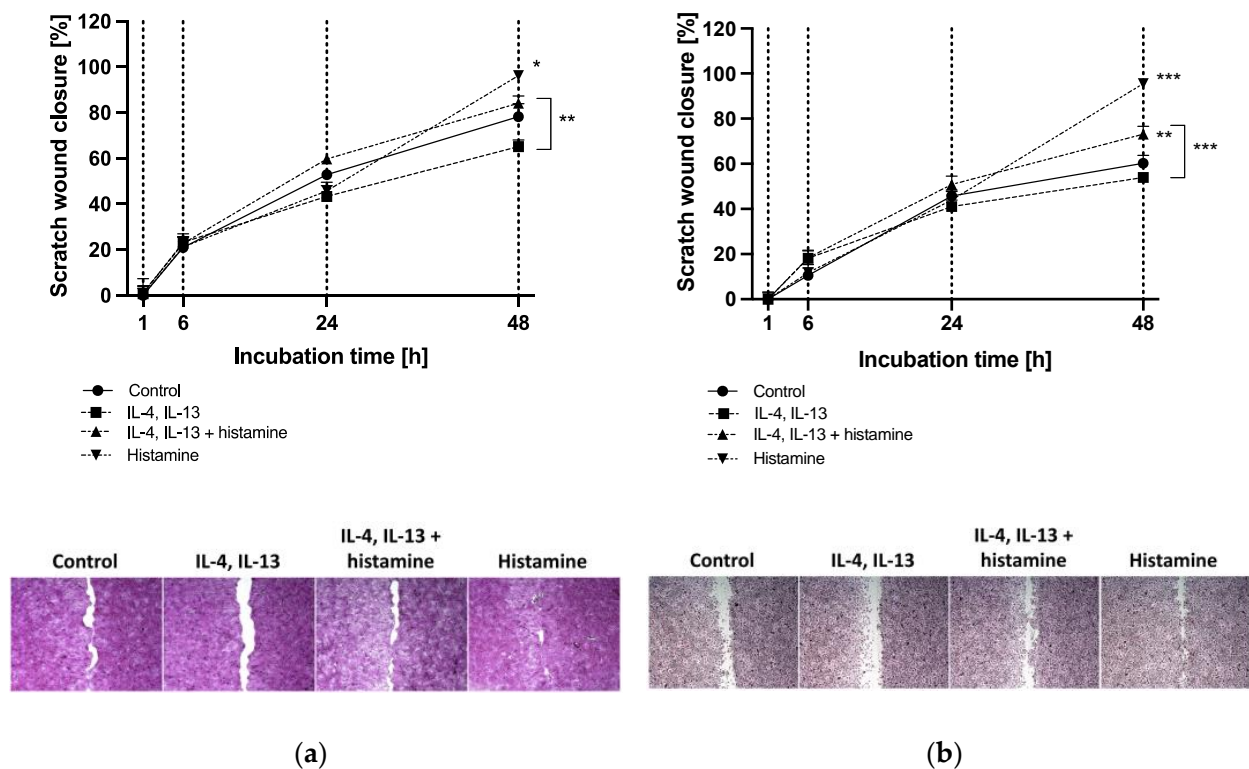 Scratch wound closure [%]
120
100
80
60
40
20
0
*
**
1 6 24 48
Incubation time [h]
Control
IL-4, IL-13
IL-4, IL-13 + histamine
Histamine
Control IL-4, IL-13 IL-4, IL-13 + histamine Histamine
(a)
Scratch wound closure [%]
120
100
80
60
40
20
0
***
**
***
1 6 24 48
Incubation time [h]
Control
IL-4, IL-13
IL-4, IL-13 + histamine
Histamine
Control IL-4, IL-13 IL-4, IL-13 + histamine Histamine
(b)